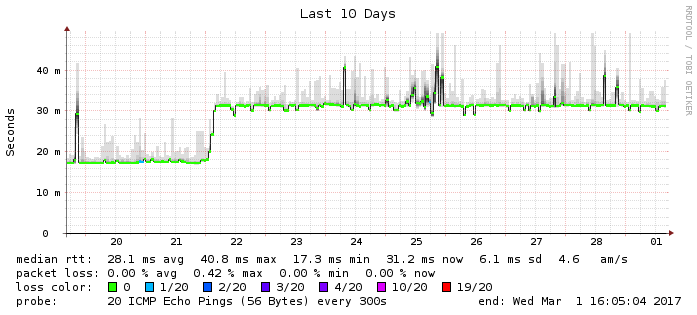 Last 10 Days
RRDTOOL / TOBI OETIKER
Seconds
40 m
30 m
20 m
10 m
0
20 21 22 23 24 25 26 27 28 01
median rtt: 28.1 ms avg 40.8 ms max 17.3 ms min 31.2 ms now 6.1 ms sd 4.6 am/s
packet loss: 0.00 % avg 0.42 % max 0.00 % min 0.00 % now
loss color: 0 1/20 2/20 3/20 4/20 10/20 19/20
probe: 20 ICMP Echo Pings (56 Bytes) every 300s end: Wed Mar 1 16:05:04 2017